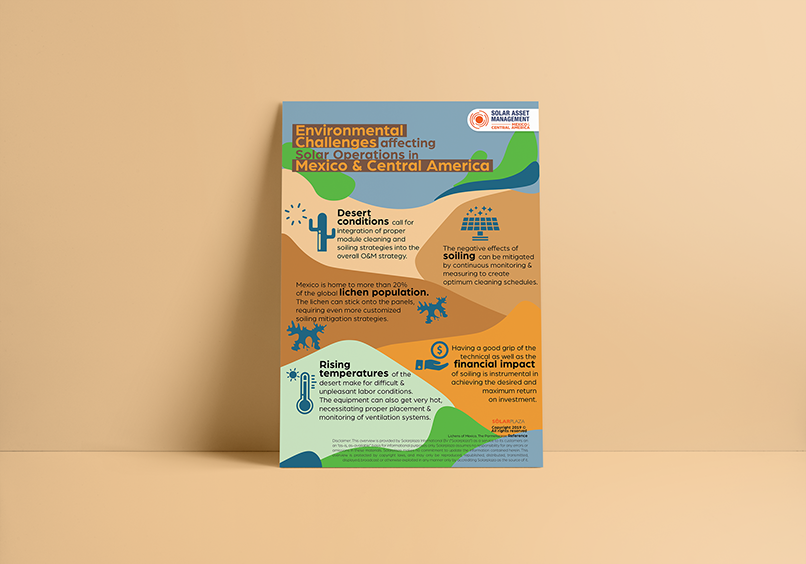 SOLAR ASSET
MANAGEMENT
MEXICO &
CENTRAL AMERICA
Environmental
Challenges affecting
Solar Operations in
Mexico & Central America
Desert
conditions call for
integration of proper
module cleaning and
soiling strategies into the
overall O&M strategy.
The negative effects of
soiling can be mitigated
by continuous monitoring &
measuring to create
optimum cleaning schedules.
Mexico is home to more than 20%
of the global lichen population.
The lichen can stick onto the panels,
requiring even more customized
soiling mitigation strategies.
$
Having a good grip of the
technical as well as the
financial impact
of soiling is instrumental in
achieving the desired and
maximum return
on investment.
Rising
temperatures of the
desert make for difficult &
unpleasant labor conditions.
The equipment can also get very hot,
necessitating proper placement &
monitoring of ventilation systems.
SOLARPLAZA
Copyright 2019 ©
All rights reserved
Reference